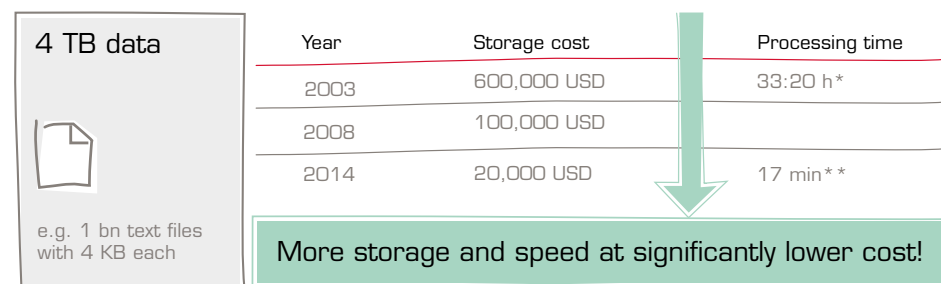 4 TB data
e.g. 1 bn text files
with 4 KB each
Year Storage cost Processing time
2003 600,000 USD 33:20 h*
2008 100,000 USD
2014 20,000 USD 17 min**
More storage and speed at significantly lower cost!